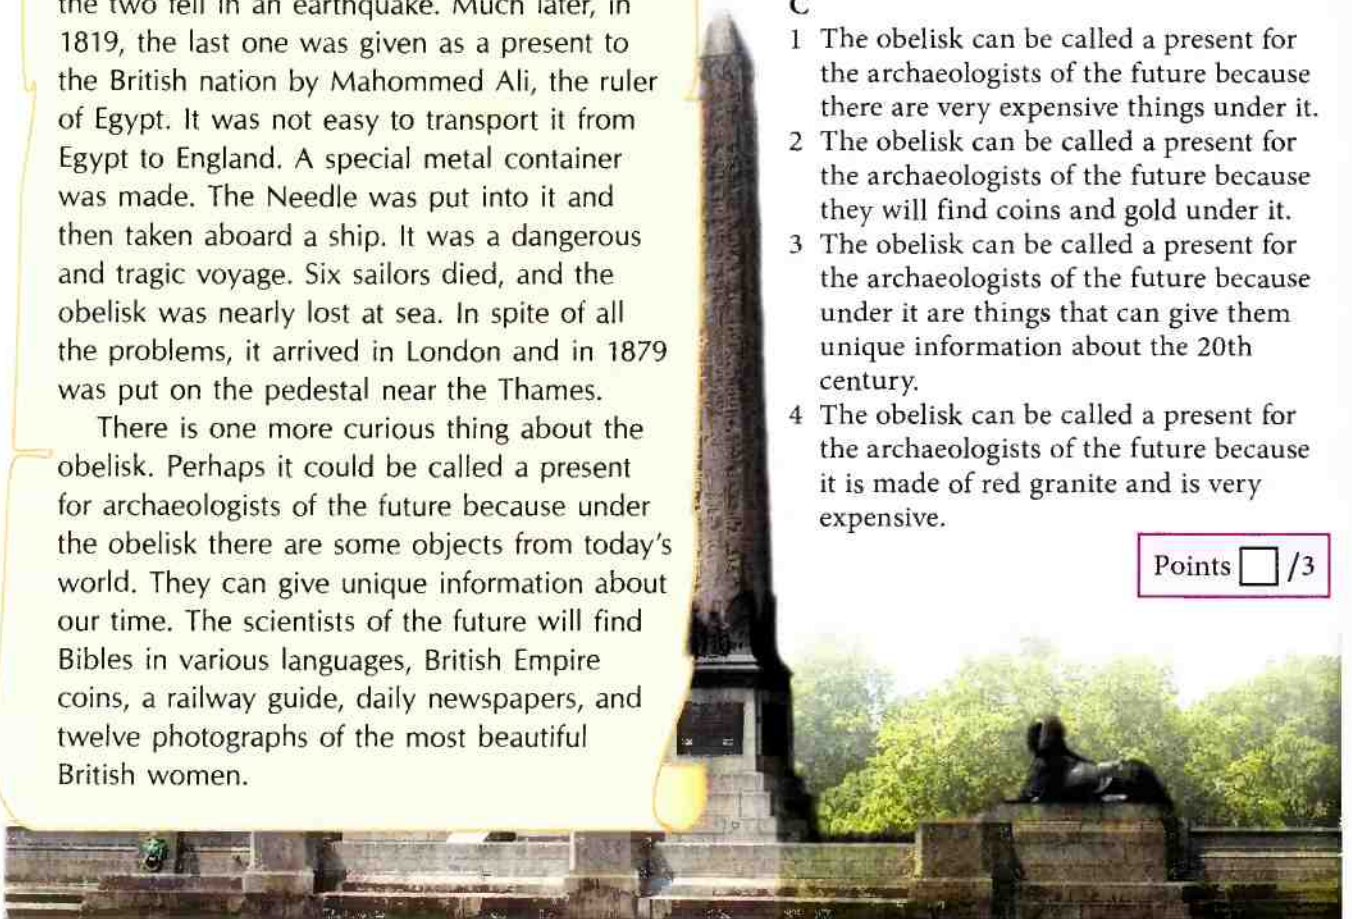 the two fell in an earthquake. Much later, in
1819, the last one was given as a present to
the British nation by Mahommed Ali, the ruler
of Egypt. It was not easy to transport it from
Egypt to England. A special metal container
was made. The Needle was put into it and
then taken aboard a ship. It was a dangerous
and tragic voyage. Six sailors died, and the
obelisk was nearly lost at sea. In spite of all
the problems, it arrived in London and in 1879
was put on the pedestal near the Thames.
There is one more curious thing about the
obelisk. Perhaps it could be called a present
for archaeologists of the future because under
the obelisk there are some objects from today's
world. They can give unique information about
our time. The scientists of the future will find
Bibles in various languages, British Empire
coins, a railway guide, daily newspapers, and
twelve photographs of the most beautiful
British women.
C
1 The obelisk can be called a present for
the archaeologists of the future because
there are very expensive things under it.
2 The obelisk can be called a present for
the archaeologists of the future because
they will find coins and gold under it.
3 The obelisk can be called a present for
the archaeologists of the future because
under it are things that can give them
unique information about the 20th
century.
4 The obelisk can be called a present for
the archaeologists of the future because
it is made of red granite and is very
expensive.
Points /3